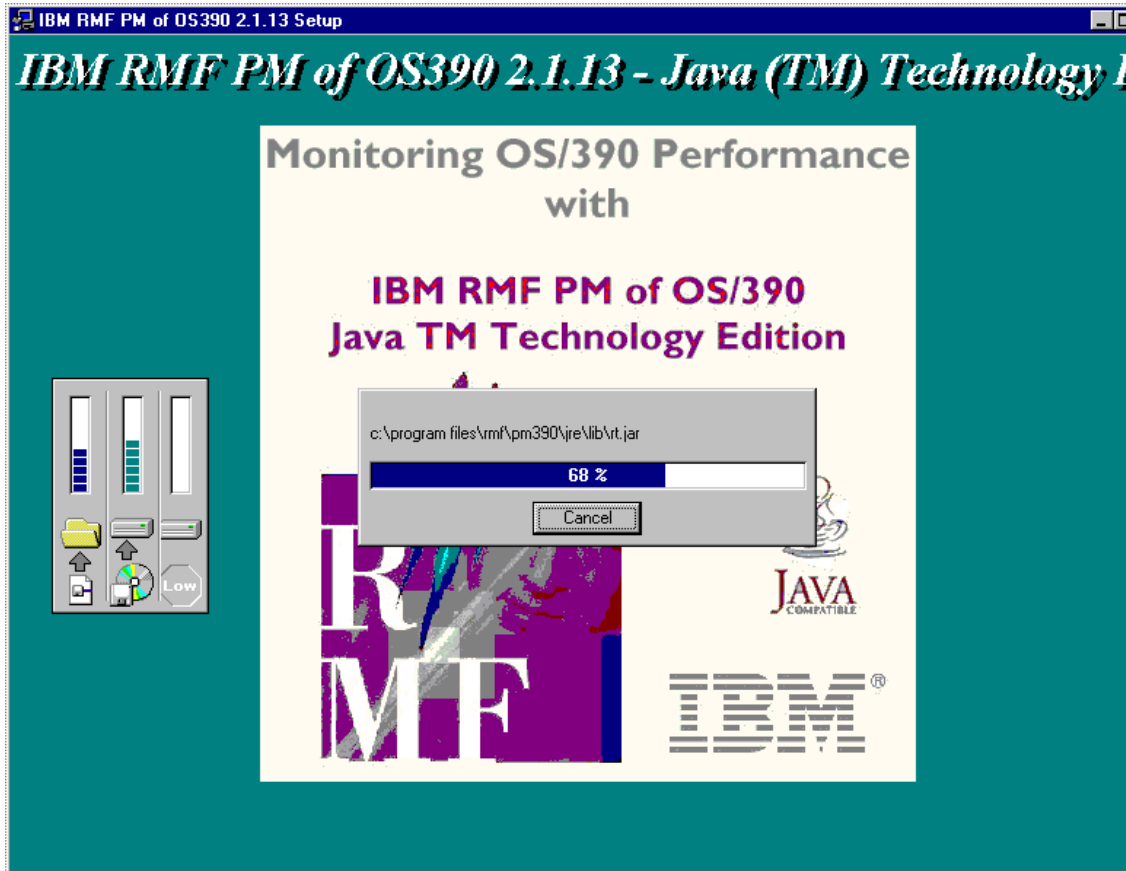 IBM RMF PM of OS390 2.1.13 Setup
IBM RMF PM of OS390 2.1.13 - Java (TM) Technology
Monitoring OS/390 Performance
with
IBM RMF PM of OS/390
Java TM Technology Edition
c:\program files\rmf\pm390\jre\lib\rt.jar
68 %
Cancel
Low
R
M F
JAVA
COMPATIBLE
IBM®